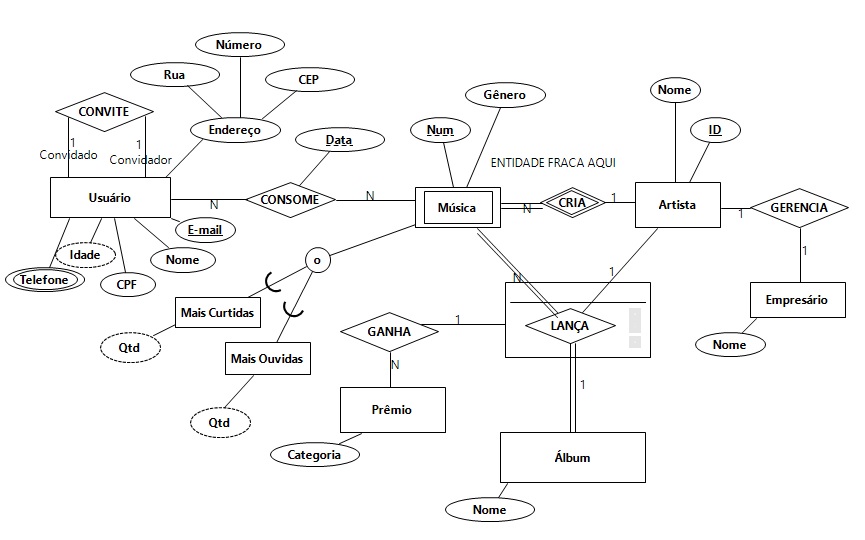 Número
Rua
CEP
Nome
Gênero
CONVITE
Endereço
Num
ID
Data
1
1
Convidado
Convidador
ENTIDADE FRACA AQUI
Usuário
CONSOME
N
N
Música
N
CRIA
1
Artista
1
GERENCIA
E-mail
Idade
Nome
o
1
Telefone
CPF
N
1
Empresário
Mais Curtidas
GANHA
1
LANÇA
Qtd
Mais Ouvidas
Nome
N
1
Prêmio
Qtd
Categoria
Álbum
Nome